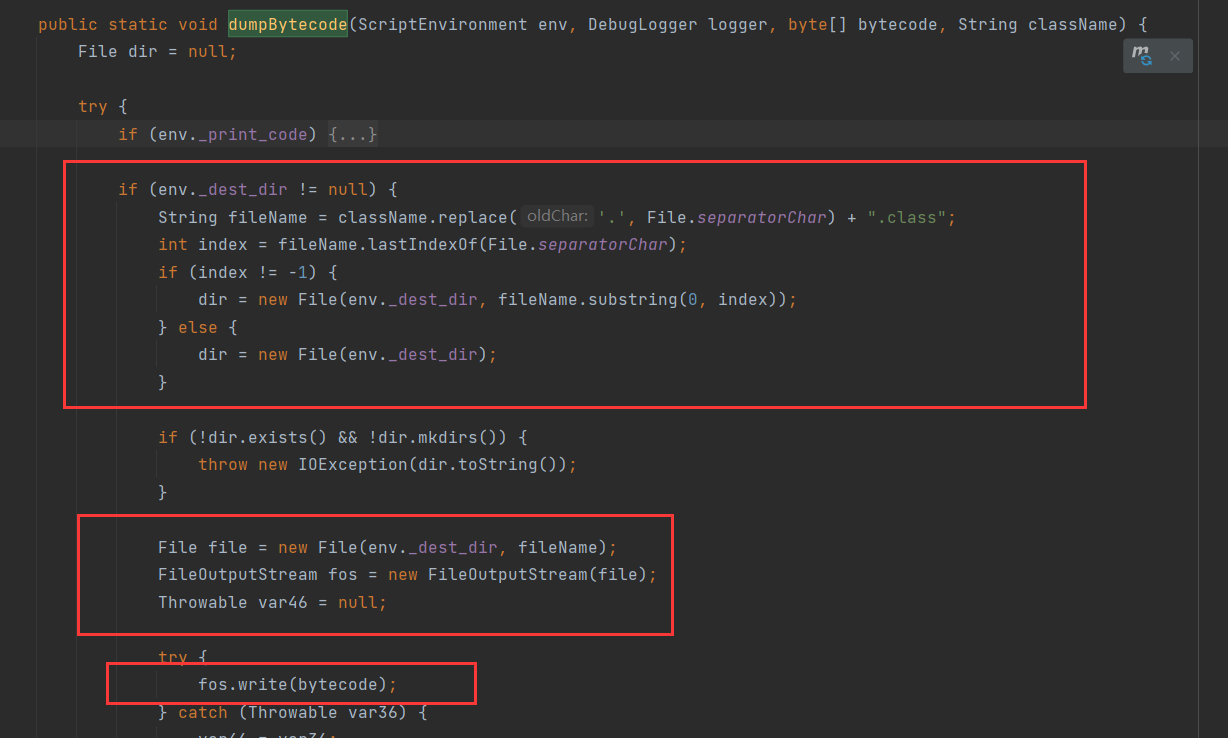 public static void dumpBytecode(ScriptEnvironment env, DebugLogger logger, byte[] bytecode, String className) {
File dir = null;
try {
if (env._print_code) {...}
if (env._dest_dir != null) {
String fileName = className.replace( oldChar: '.', File.separatorChar) + ".class";
int index = fileName.lastIndexOf(File.separatorChar);
if (index != -1) {
dir = new File(env._dest_dir, fileName.substring(0, index));
} else {
dir = new File(env._dest_dir);
}
if (!dir.exists() && !dir.mkdirs()) {
throw new IOException(dir.toString());
}
File file = new File(env._dest_dir, fileName);
FileOutputStream fos = new FileOutputStream(file);
Throwable var46 = null;
try {
fos.write(bytecode);
} catch (Throwable var36) {